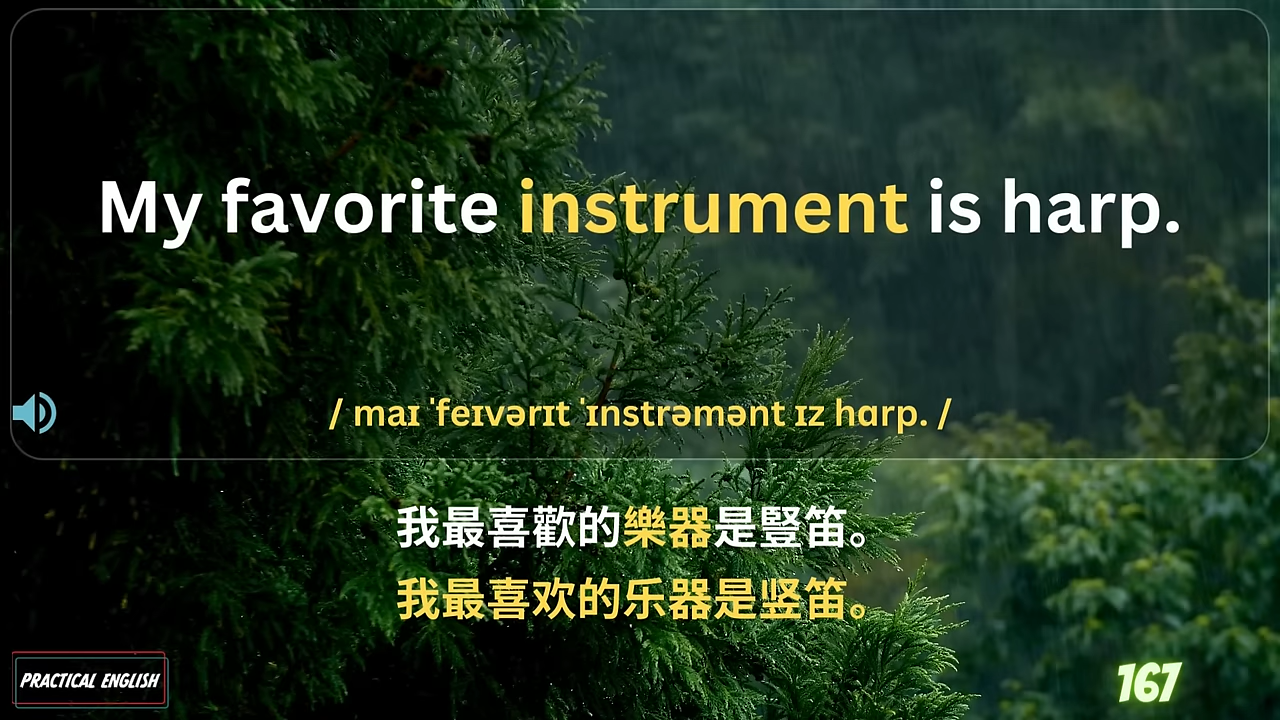 My favorite instrument is harp.
/ maɪ ˈfeɪvərɪt ˈɪnstrəmənt ɪz hɑrp. /
我最喜歡的樂器是豎笛。
我最喜欢的乐器是竖笛。
PRACTICAL ENGLISH
167